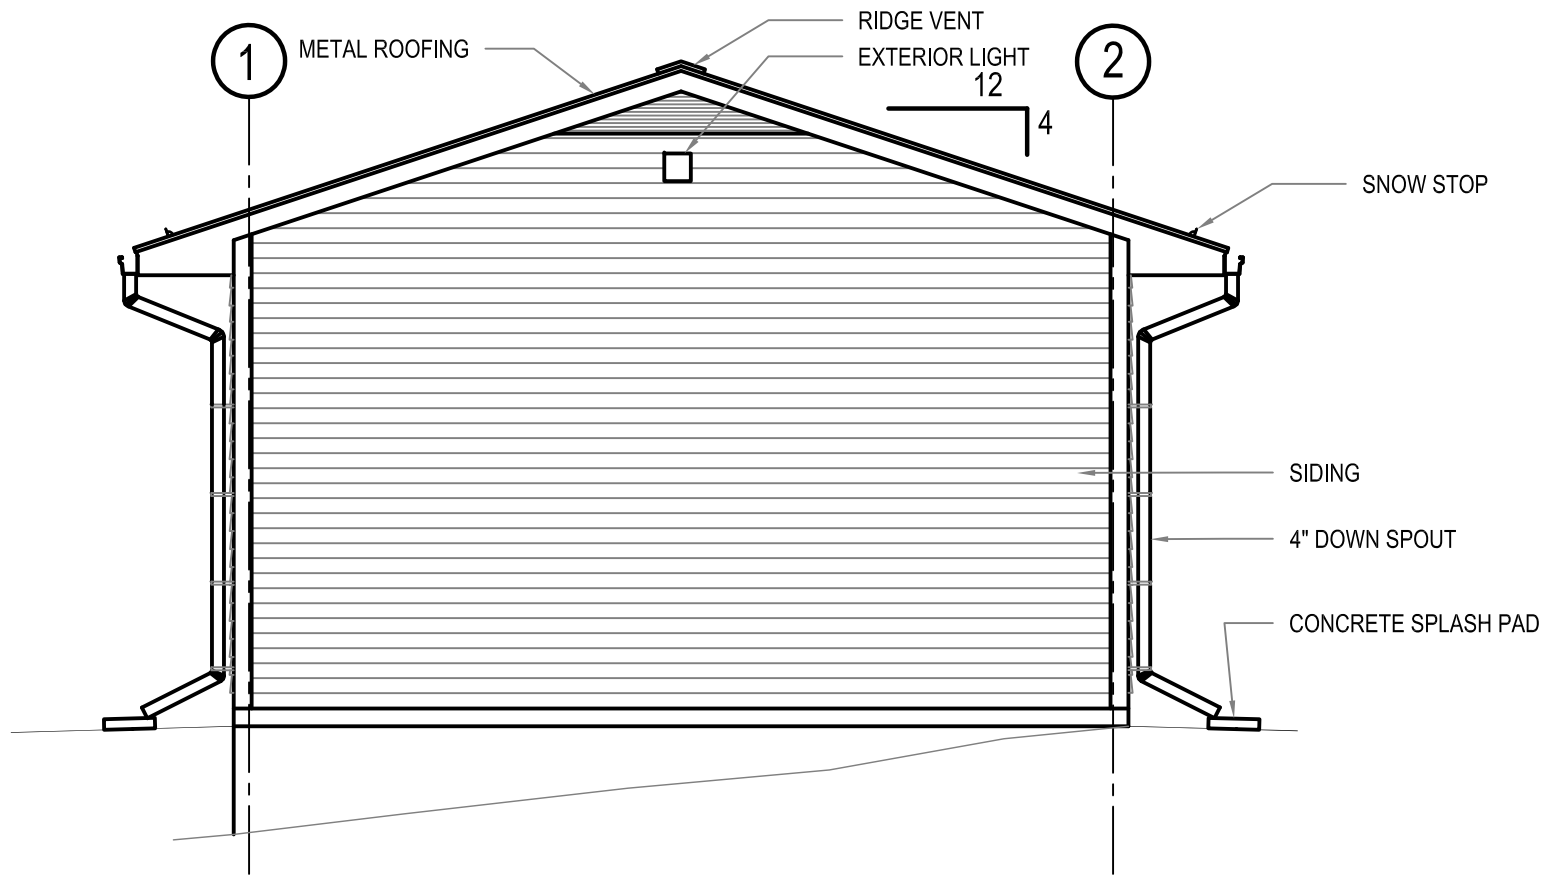 RIDGE VENT
1
METAL ROOFING
2
EXTERIOR LIGHT
12
4
SNOW STOP
SIDING
4" DOWN SPOUT
CONCRETE SPLASH PAD